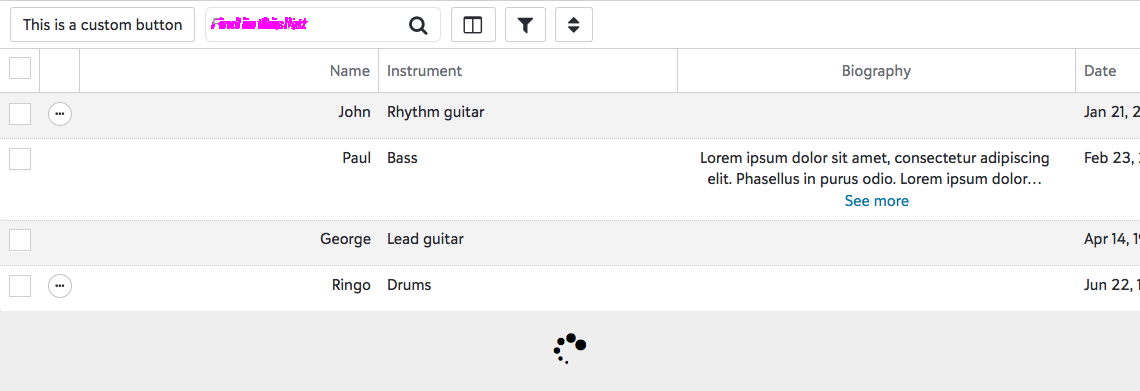 This is a custom button
Find in this list
Name Instrument Biography Date
John Rhythm guitar Jan 21, 2
Paul Bass Lorem ipsum dolor sit amet, consectetur adipiscing Feb 23,
elit. Phasellus in purus odio. Lorem ipsum dolor…
See more
George Lead guitar Apr 14, 19
Ringo Drums Jun 22, 1